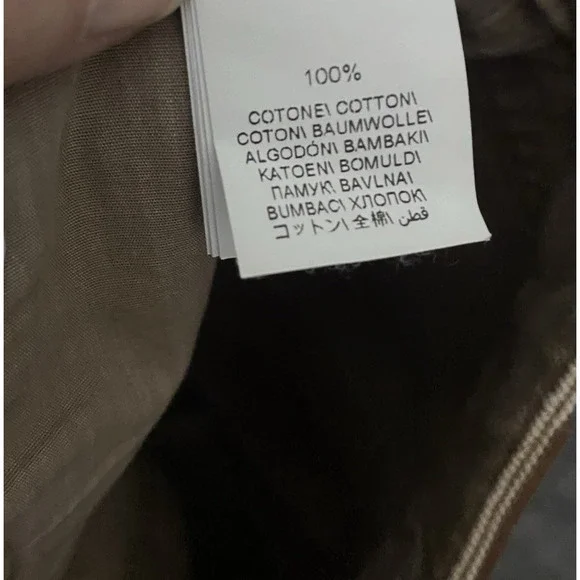 100%
COTONE\ COTTON\
COTON\ BAUMWOLLE\
ALGODÓN\ BAMBAKI\
KATOEN\ BOMULD\
ПАМУК\ BAVLNA\
BUMBAC\ ХЛОПОК\
コットン\ 全棉\ قطن